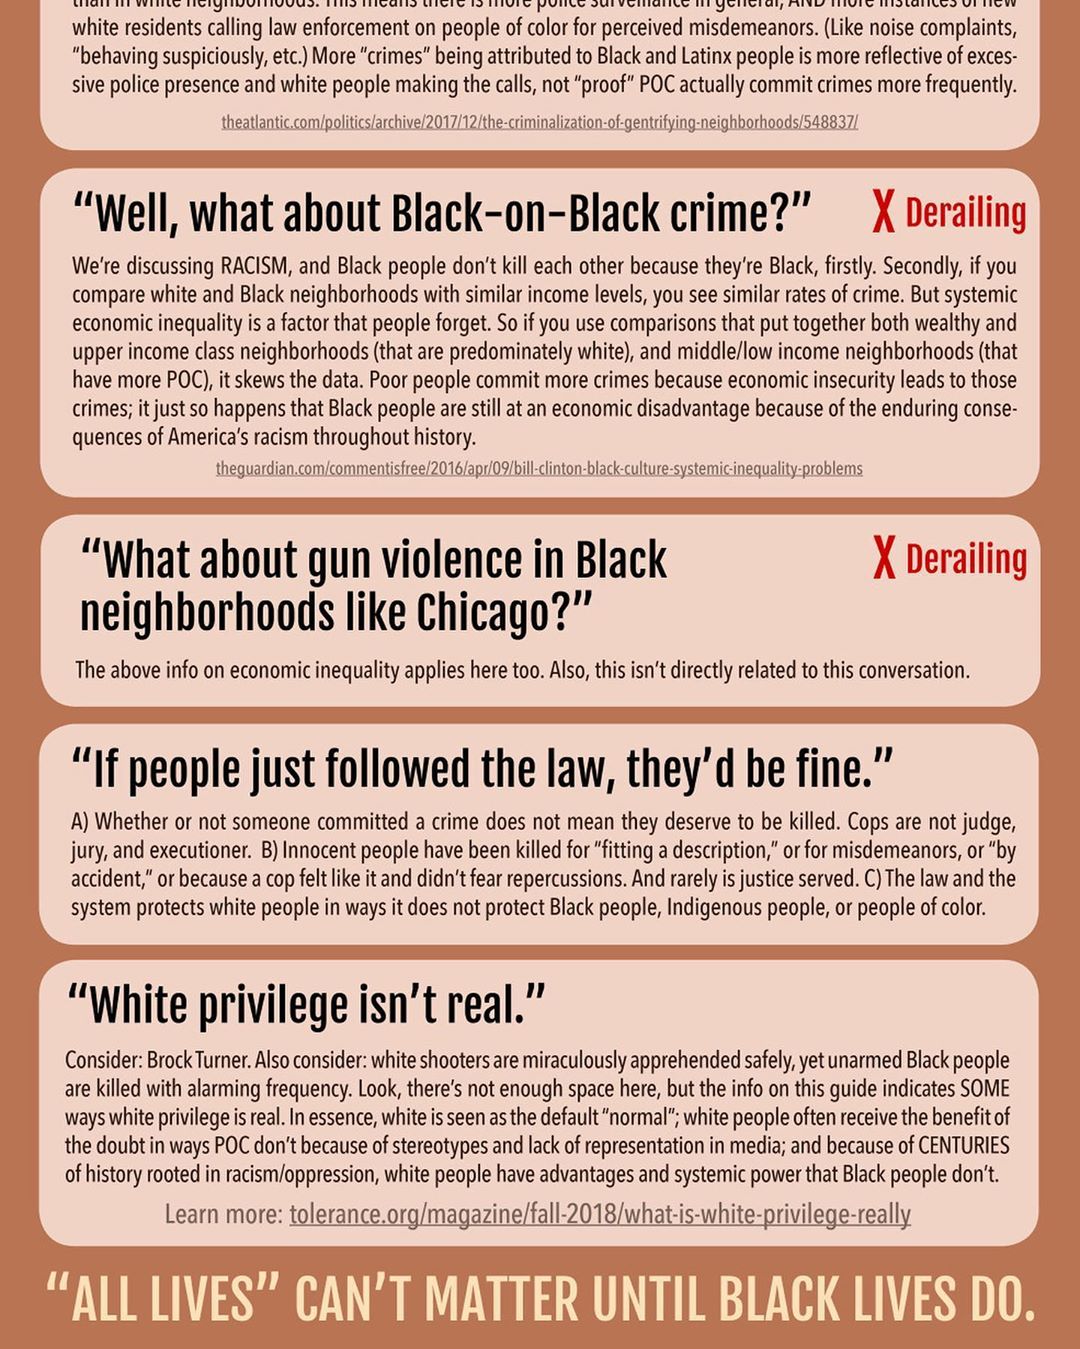 than in white neighborhoods. This means there is more police surveillance in general, AND more instances of new
white residents calling law enforcement on people of color for perceived misdemeanors. (Like noise complaints,
“behaving suspiciously, etc.) More “crimes” being attributed to Black and Latinx people is more reflective of exces-
sive police presence and white people making the calls, not “proof” POC actually commit crimes more frequently.
theatlantic.com/politics/archive/2017/12/the-criminalization-of-gentrifying-neighborhoods/548837/
“Well, what about Black-on-Black crime?”
X Derailing
We’re discussing RACISM, and Black people don’t kill each other because they’re Black, firstly. Secondly, if you
compare white and Black neighborhoods with similar income levels, you see similar rates of crime. But systemic
economic inequality is a factor that people forget. So if you use comparisons that put together both wealthy and
upper income class neighborhoods (that are predominately white), and middle/low income neighborhoods (that
have more POC), it skews the data. Poor people commit more crimes because economic insecurity leads to those
crimes; it just so happens that Black people are still at an economic disadvantage because of the enduring conse-
quences of America’s racism throughout history.
theguardian.com/commentisfree/2016/apr/09/bill-clinton-black-culture-systemic-inequality-problems
“What about gun violence in Black
neighborhoods like Chicago?”
X Derailing
The above info on economic inequality applies here too. Also, this isn’t directly related to this conversation.
“If people just followed the law, they’d be fine.”
A) Whether or not someone committed a crime does not mean they deserve to be killed. Cops are not judge,
jury, and executioner. B) Innocent people have been killed for “fitting a description,” or for misdemeanors, or “by
accident,” or because a cop felt like it and didn’t fear repercussions. And rarely is justice served. C) The law and the
system protects white people in ways it does not protect Black people, Indigenous people, or people of color.
“White privilege isn’t real.”
Consider: Brock Turner. Also consider: white shooters are miraculously apprehended safely, yet unarmed Black people
are killed with alarming frequency. Look, there’s not enough space here, but the info on this guide indicates SOME
ways white privilege is real. In essence, white is seen as the default “normal”; white people often receive the benefit of
the doubt in ways POC don’t because of stereotypes and lack of representation in media; and because of CENTURIES
of history rooted in racism/oppression, white people have advantages and systemic power that Black people don’t.
Learn more: tolerance.org/magazine/fall-2018/what-is-white-privilege-really
“ALL LIVES” CAN’T MATTER UNTIL BLACK LIVES DO.